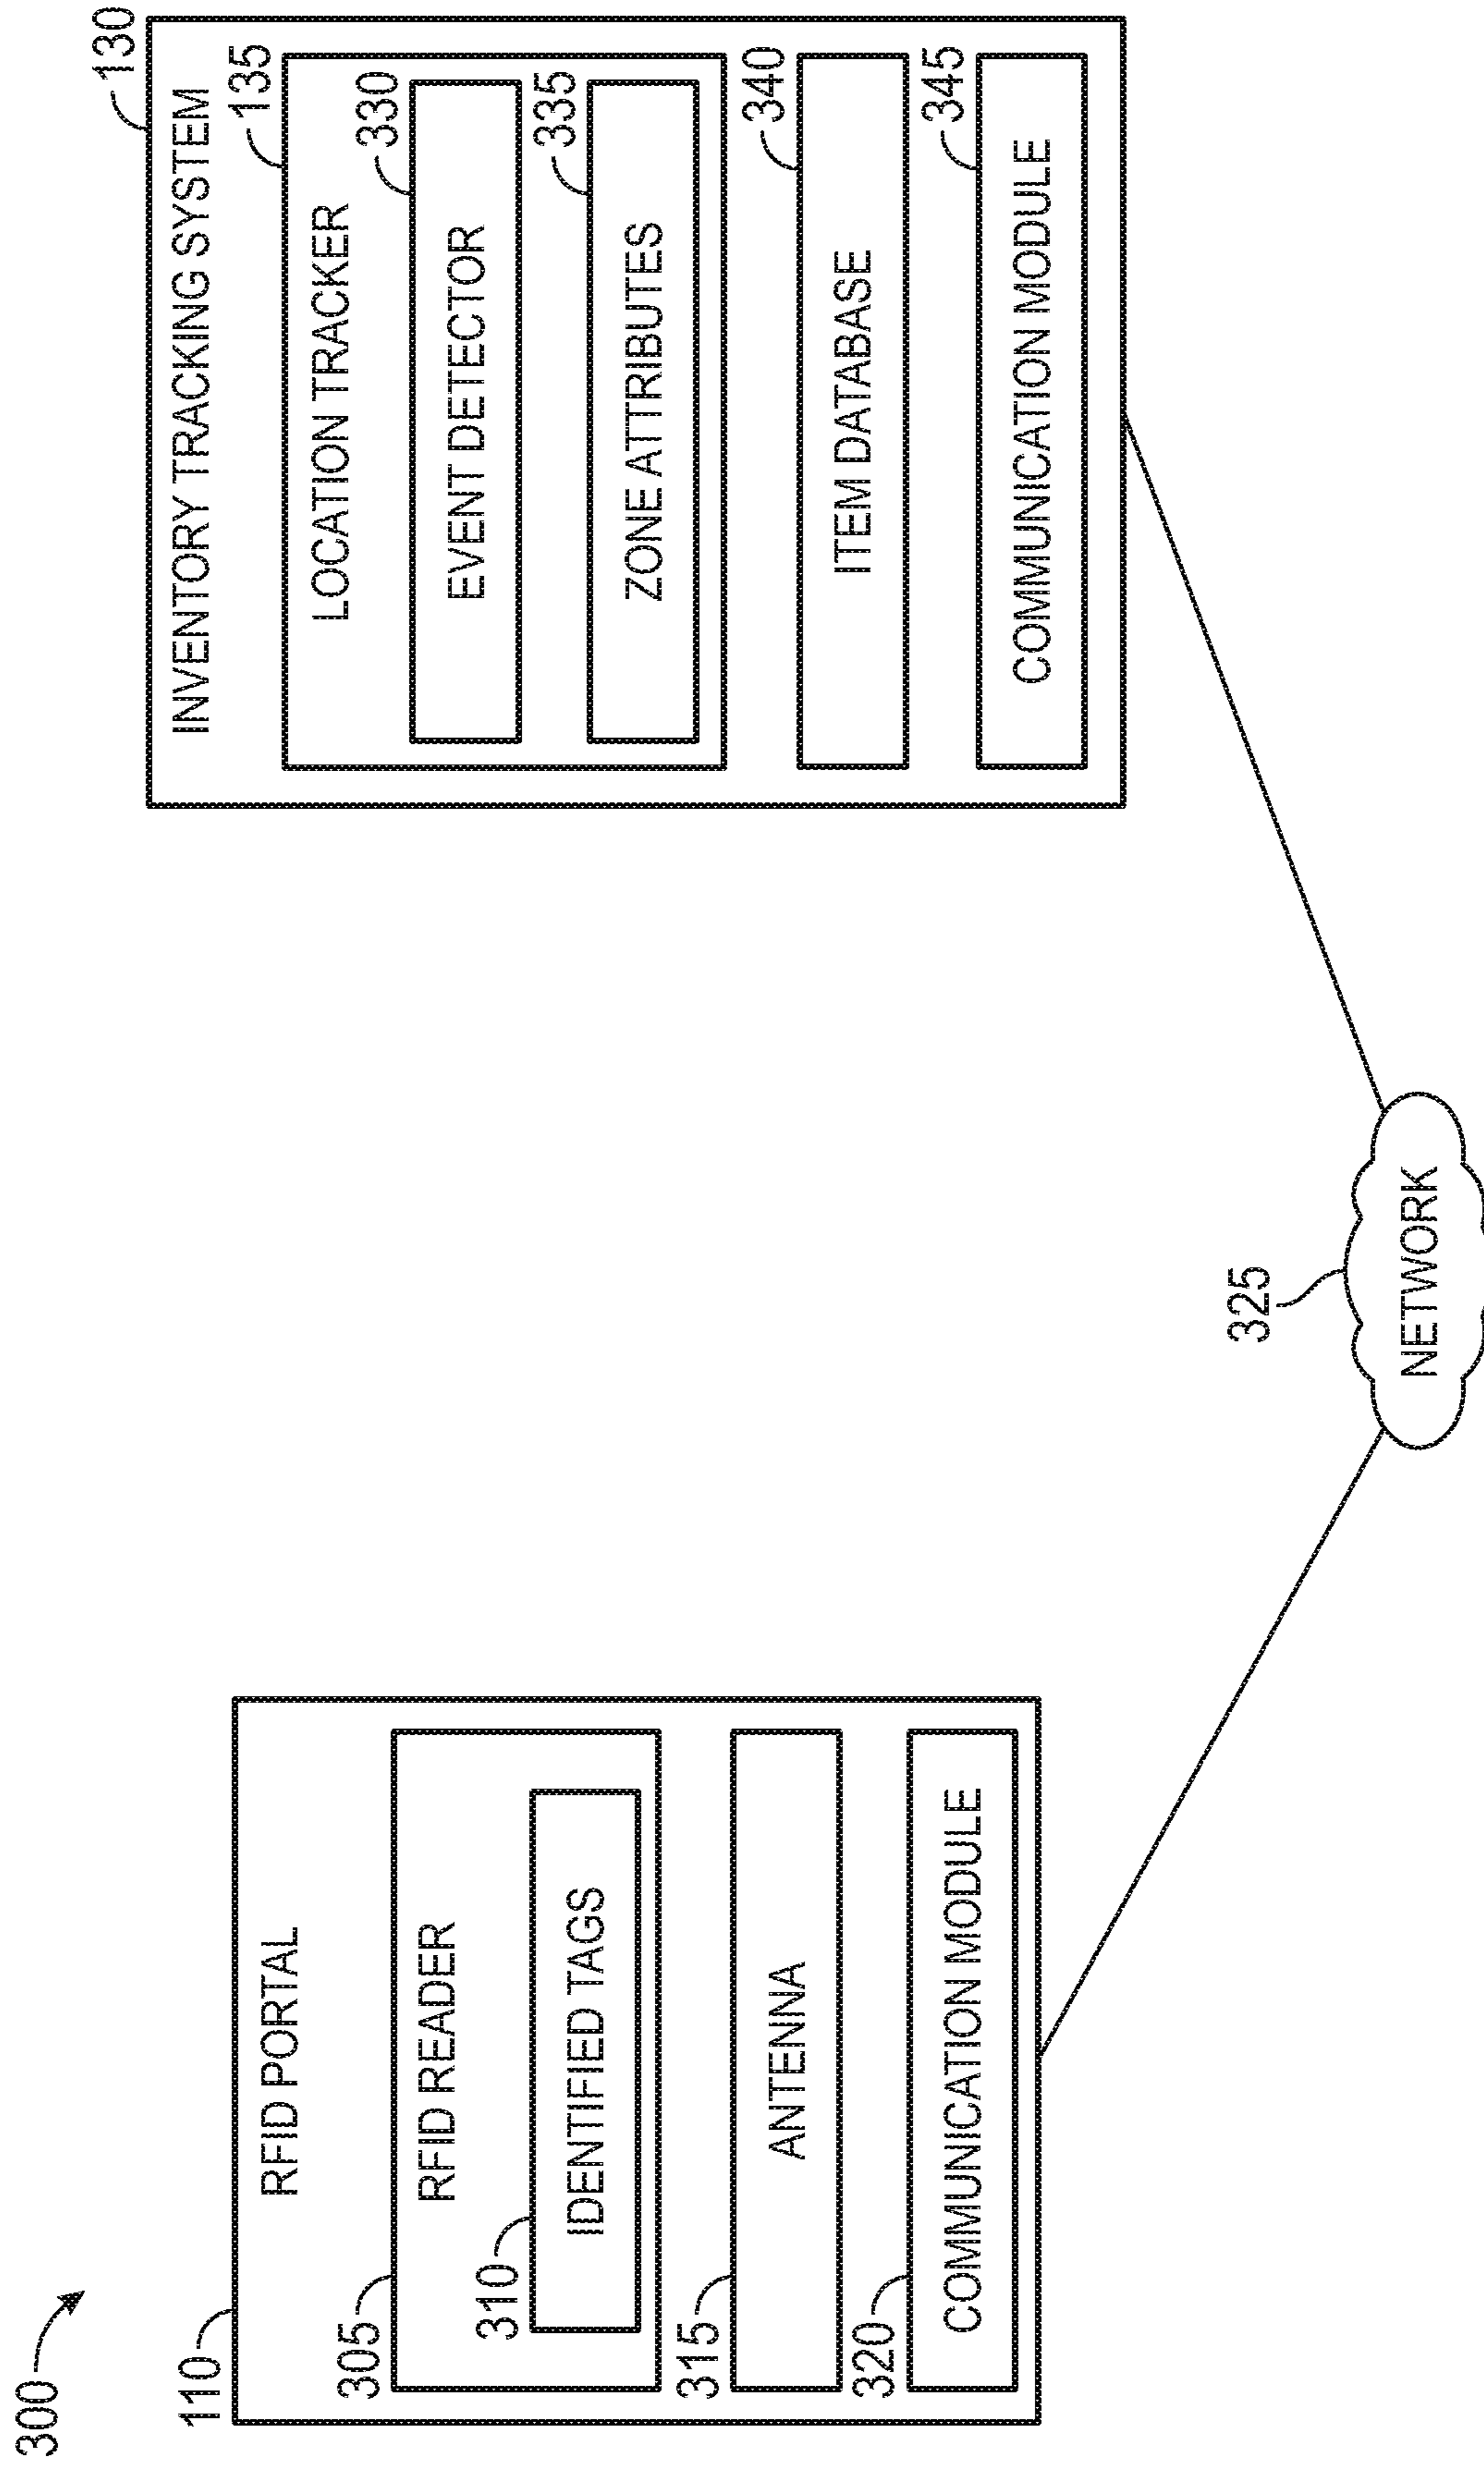 300
110
RFID PORTAL
305
RFID READER
310
IDENTIFIED TAGS
315
ANTENNA
320
COMMUNICATION MODULE
325
NETWORK
130
INVENTORY TRACKING SYSTEM
135
LOCATION TRACKER
330
EVENT DETECTOR
335
ZONE ATTRIBUTES
340
ITEM DATABASE
345
COMMUNICATION MODULE